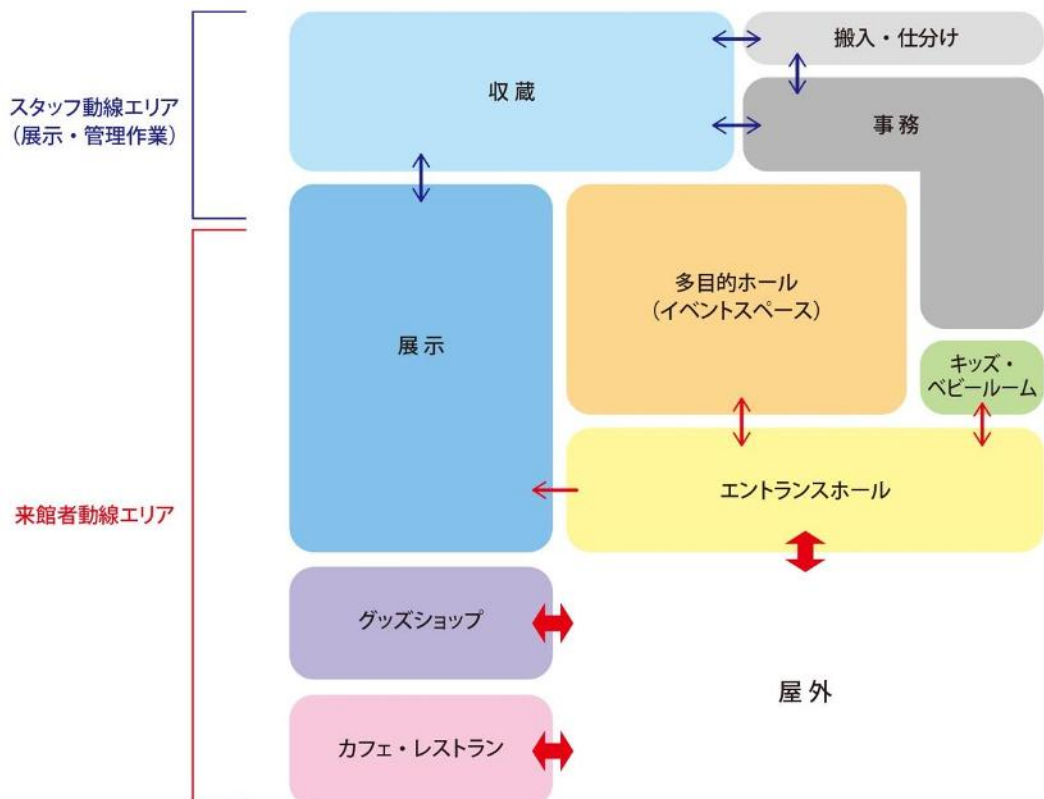 搬入・仕分け
収蔵
事務
スタッフ動線エリア
（展示・管理作業）
多目的ホール
（イベントスペース）
展示
キッズ・
ベビールーム
エントランスホール
来館者動線エリア
グッズショップ
屋外
カフェ・レストラン